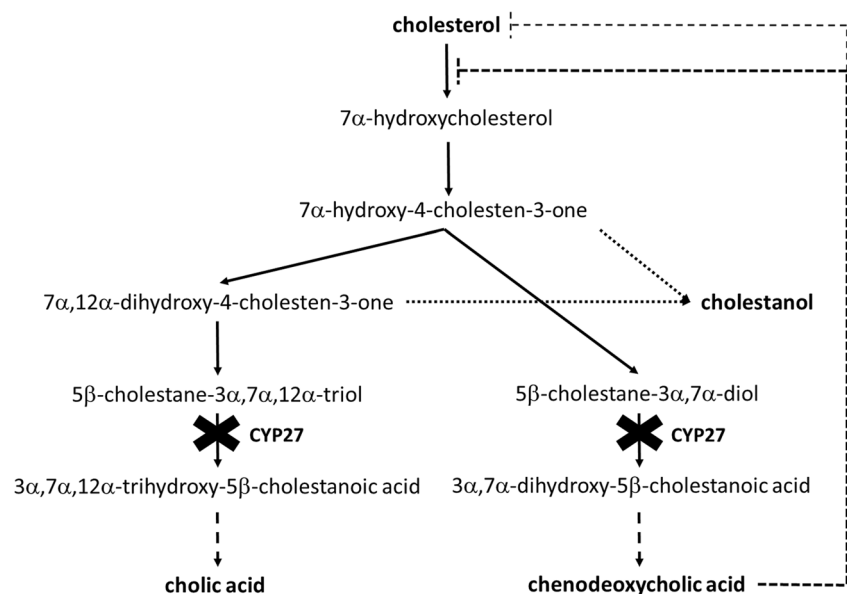 cholesterol
7α-hydroxycholesterol
7α-hydroxy-4-cholesten-3-one
7α,12α-dihydroxy-4-cholesten-3-one
cholestanol
5β-cholestane-3α,7α,12α-triol
5β-cholestane-3α,7α-diol
CYP27
CYP27
3α,7α,12α-trihydroxy-5β-cholestanoic acid
3α,7α-dihydroxy-5β-cholestanoic acid
cholic acid
chenodeoxycholic acid